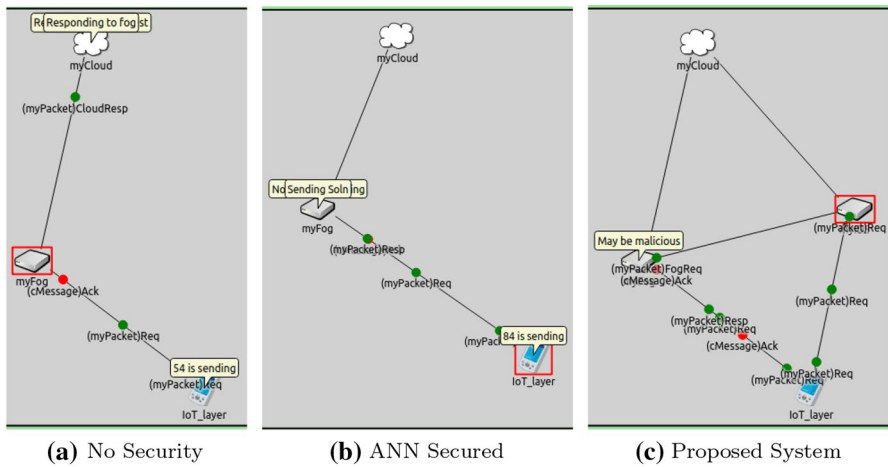 Responding to fog
myCloud
(myPacket)CloudResp
myFog
(cMessage)Ack
(myPacket)Req
54 is sending
(myPacket)Req
IoT_layer
(a) No Security
myCloud
Sending Soln
myFog
(myPacket)Resp
(myPacket)Req
84 is sending
IoT_layer
(b) ANN Secured
myCloud
(myPacket)Req
May be malicious
(myPacket)FogReq
(cMessage)Ack
(myPacket)Req
(myPacket)Resp
(myPacket)Req
(cMessage)Ack
(myPacket)Req
(myPacket)Req
IoT_layer
(c) Proposed System